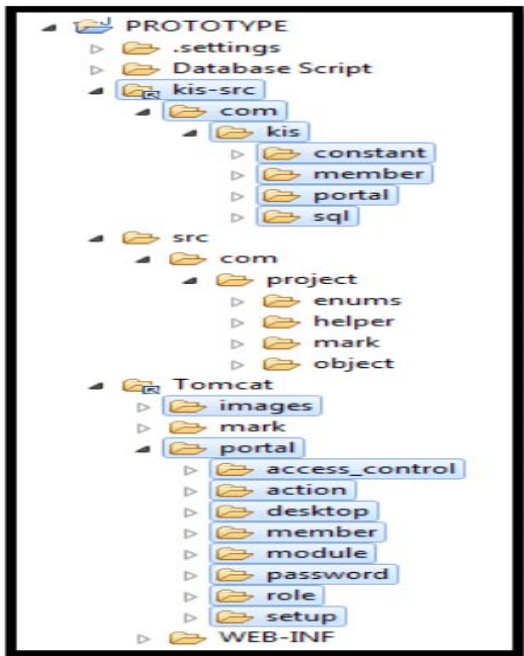 PROTOTYPE
.settings
Database Script
kis-src
com
kis
constant
member
portal
sql
src
com
project
enums
helper
mark
object
Tomcat
images
mark
portal
access_control
action
desktop
member
module
password
role
setup
WEB-INF